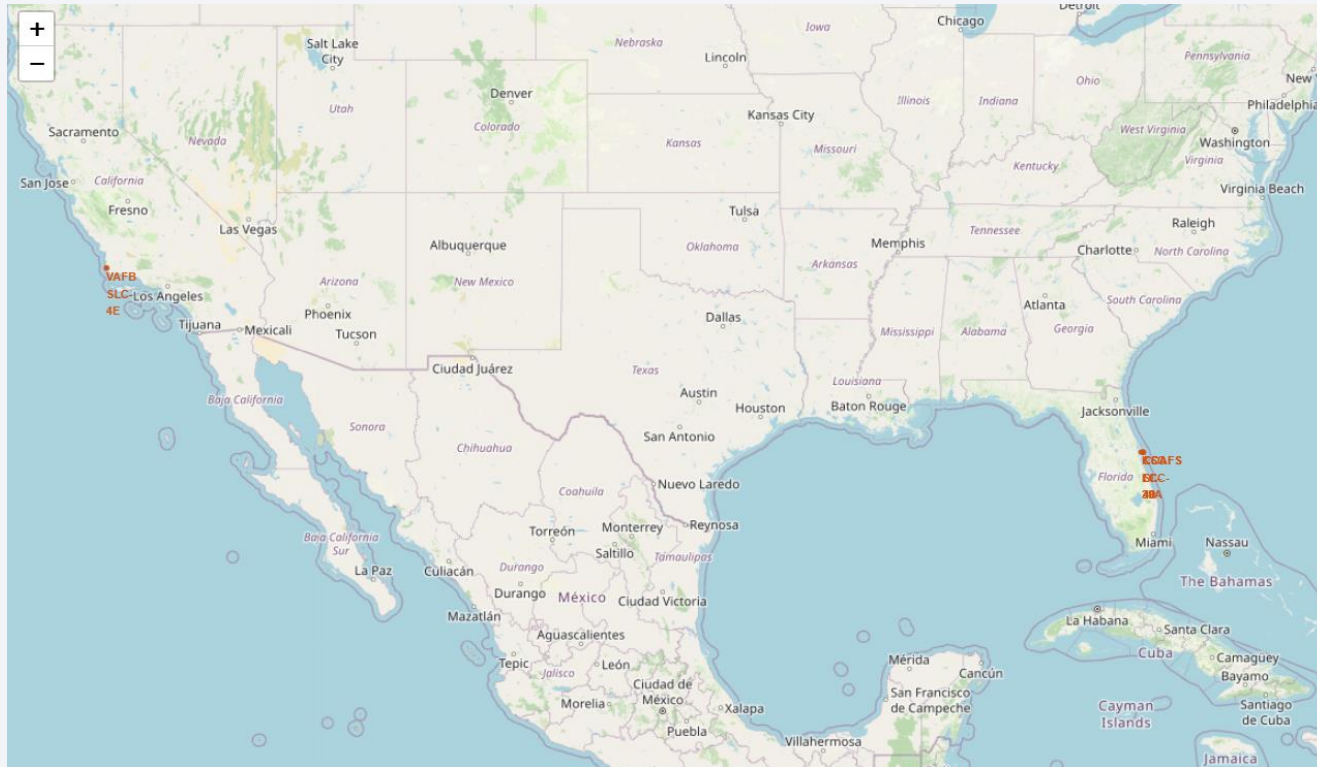 +
−
Detroit
Chicago
Iowa
Nebraska
Lincoln
Salt Lake
City
Pennsylvania
New
Ohio
Utah
Denver
Colorado
Illinois
Indiana
Philadelphia
Kansas City
Sacramento
Nevada
Kansas
Missouri
West Virginia
Washington
Virginia
Kentucky
San Jose
California
Fresno
Las Vegas
Virginia Beach
Tulsa
Raleigh
Albuquerque
Oklahoma
Memphis
Tennessee
Charlotte
North Carolina
Arkansas
VAFB
SLC-
4E
Los Angeles
Arizona
New Mexico
Phoenix
Tucson
Atlanta
South Carolina
Dallas
Tijuana
Mexicali
Mississippi
Alabama
Georgia
Ciudad Juárez
Texas
Louisiana
Baja California
Austin
Houston
Baton Rouge
Jacksonville
Sonora
San Antonio
Chihuahua
Florida
Nuevo Laredo
Coahuila
Reynosa
Torreón
Monterrey
Saltillo
Tamaulipas
Baja California
Sur
La Paz
Culiacán
Durango
Durango
México
Ciudad Victoria
Miami
Nassau
The Bahamas
Mazatlán
La Habana
Santa Clara
Aguascalientes
Cuba
Camaguey
Bayamo
Tepic
León
Jalisco
Mérida
Cancún
Ciudad de
México
Morelia
Xalapa
San Francisco
de Campeche
Cayman
Islands
Santiago
de Cuba
Puebla
Villahermosa
Jamaica